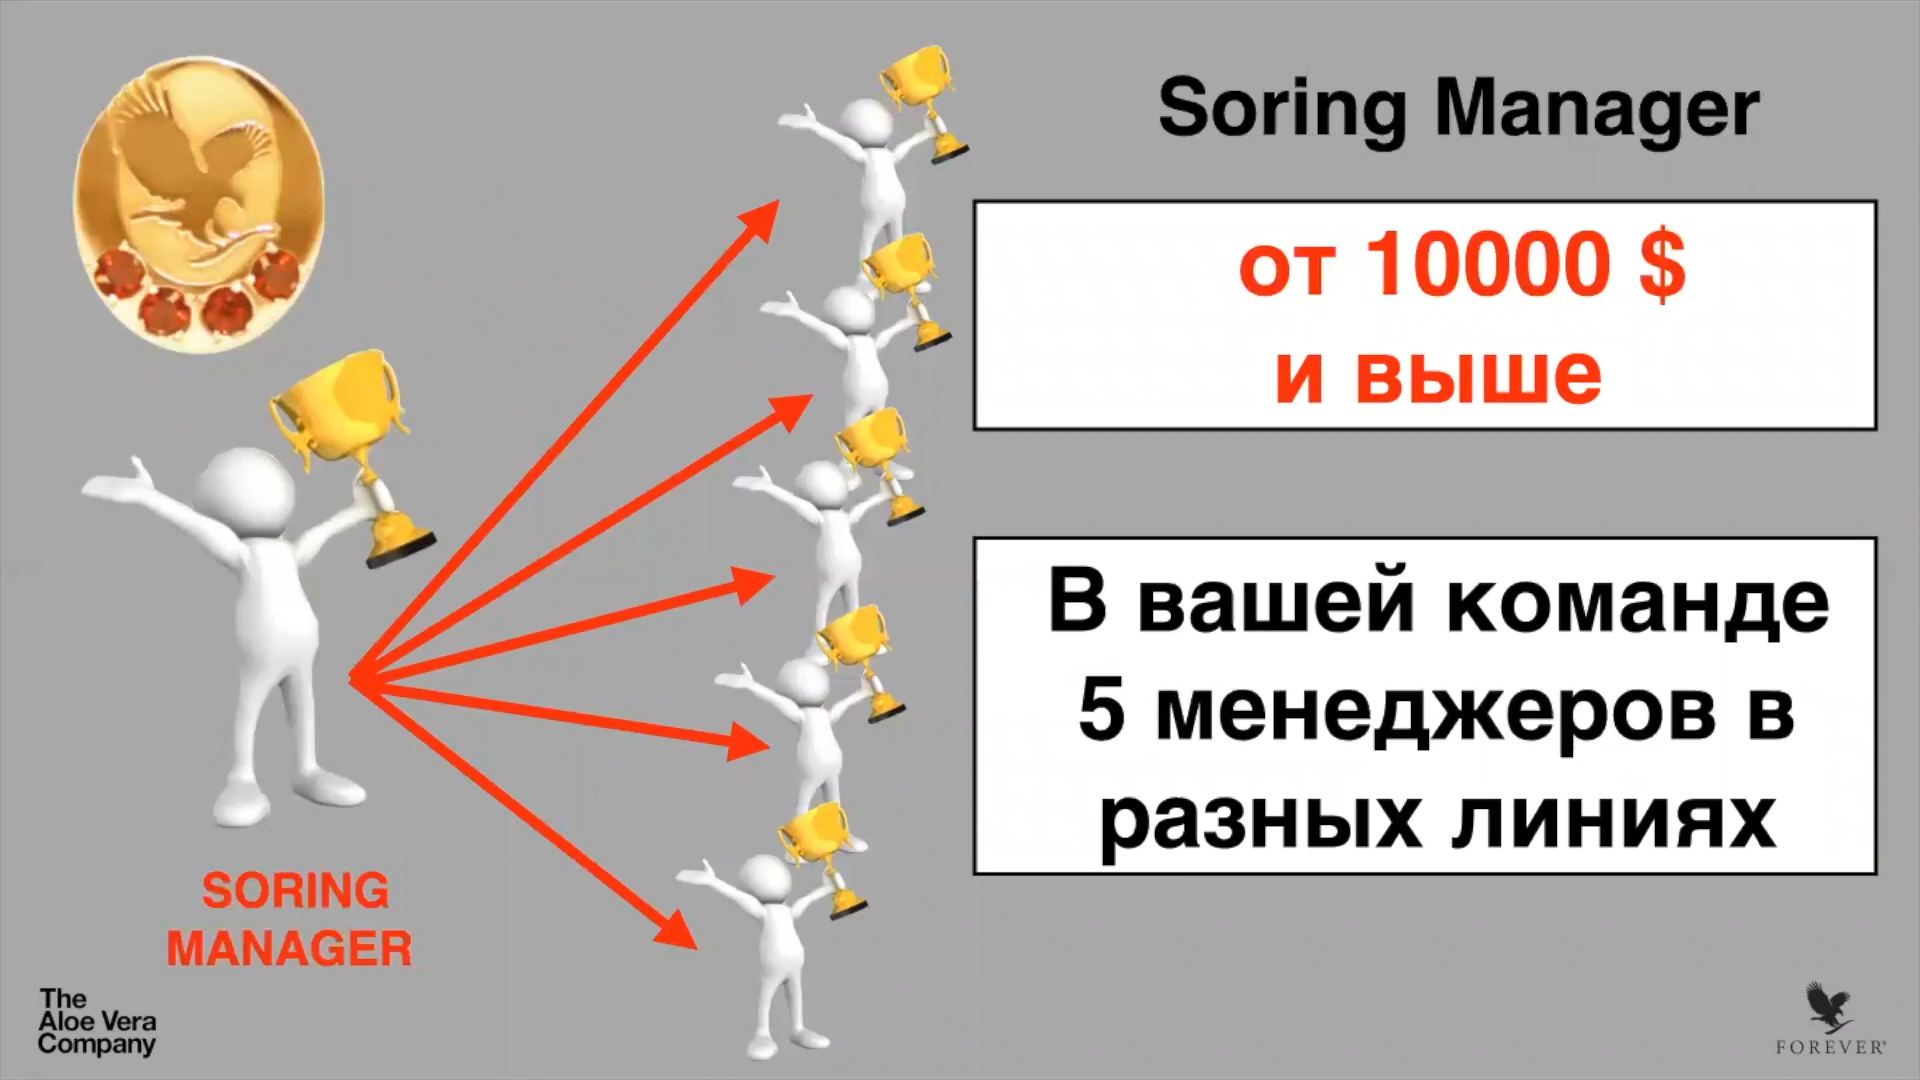 Soring Manager
от 10000 $
и выше
В вашей команде
5 менеджеров в
разных линиях
SORING
MANAGER
The
Aloe Vera
Company
FOREVER